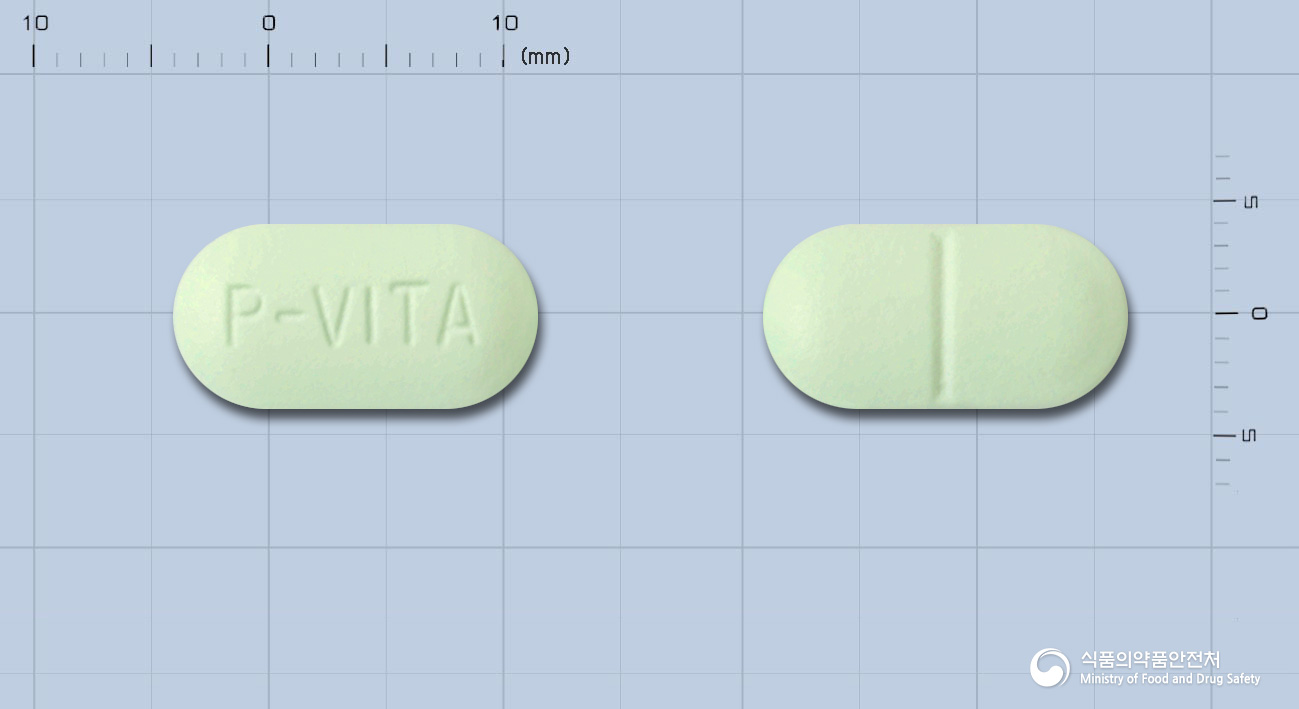 10 0 10
(mm)
P-VITA
5
0
5
식품의약품안전처
Ministry of Food and Drug Safety